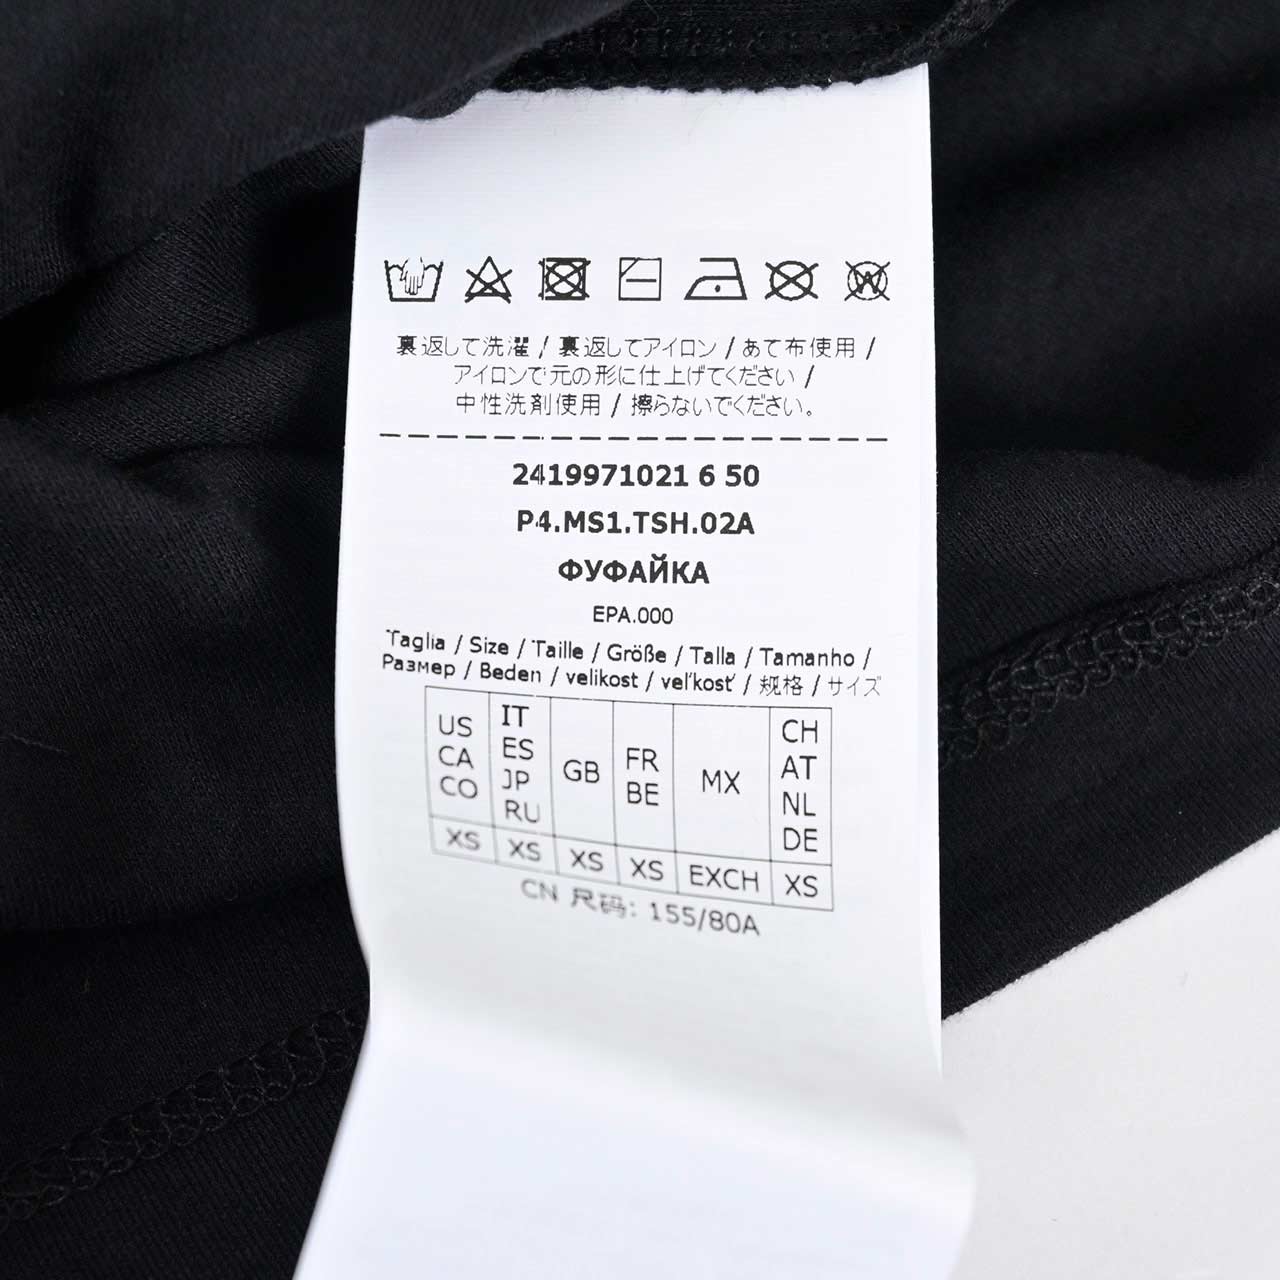 裏返して洗濯 / 裏返してアイロン / あて布使用 /
アイロンで元の形に仕上げてください /
中性洗剤使用 / 擦らないでください。
2419971021 6 50
P4.MS1.TSH.02A
ФУФАЙКА
EPA.000
Taglia / Size / Taille / Größe / Talla / Tamanho /
Размер / Beden / velikost / veľkosť / 规格 / サイズ
US CA CO
IT ES JP RU
GB
FR BE
MX
CH AT NL DE
XS XS XS XS EXCH XS
CN 尺码: 155/80A